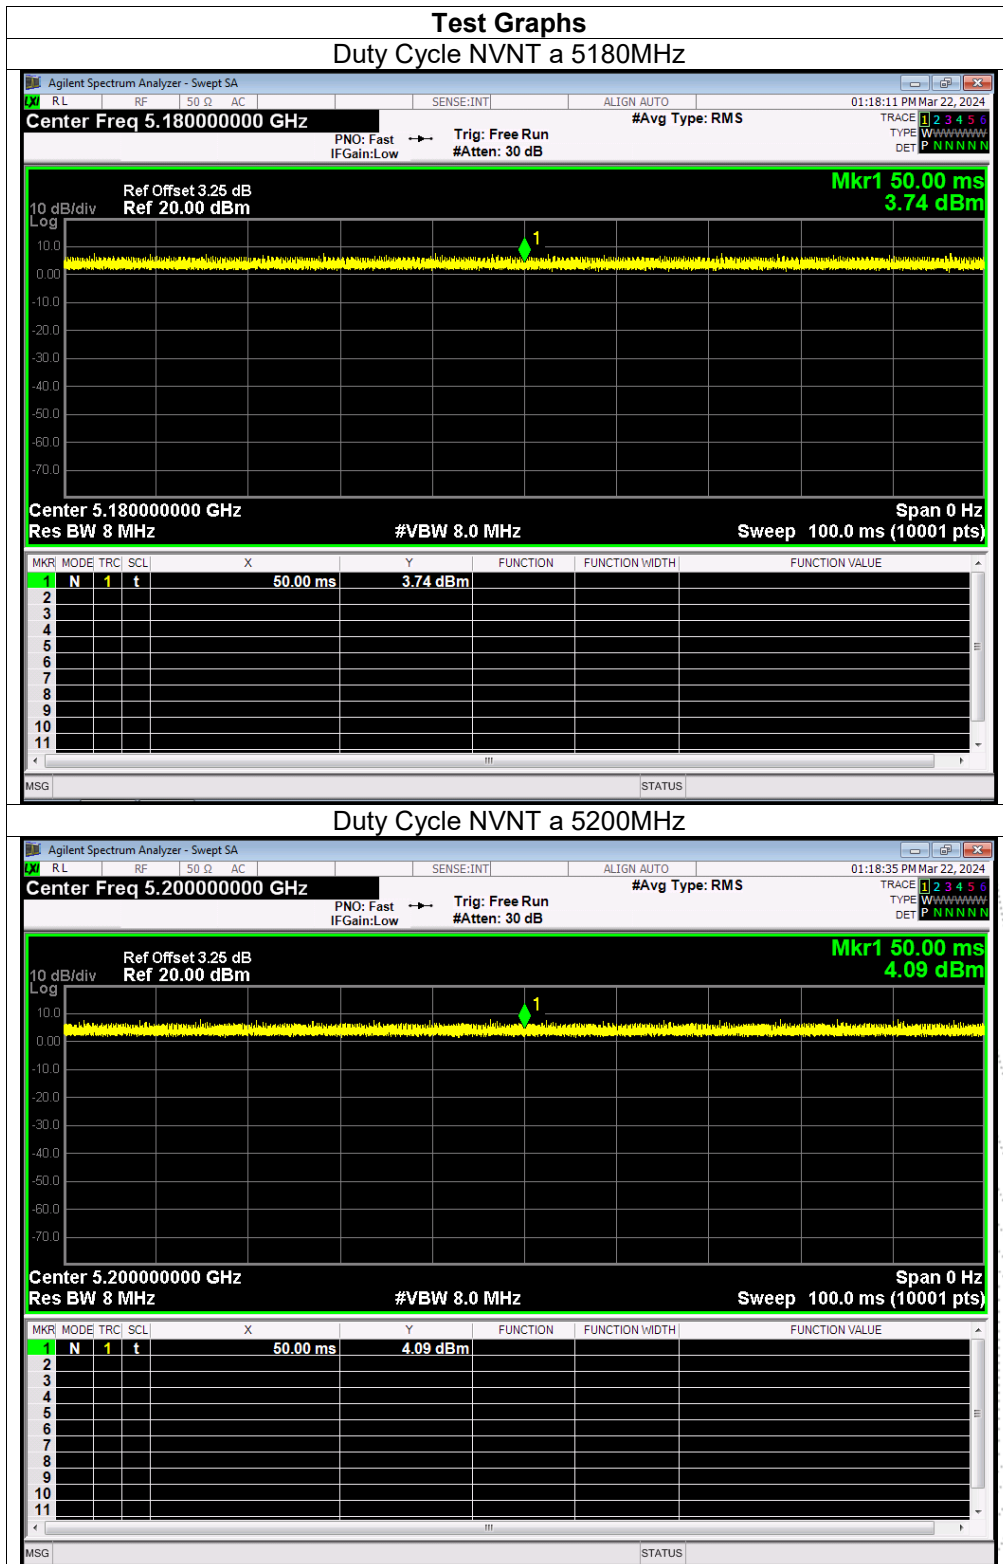 Test Graphs
Duty Cycle NVNT a 5180MHz
Agilent Spectrum Analyzer - Swept SA
LXI RL RF 50 Ω AC SENSE:INT ALIGN AUTO 01:18:11 PM Mar 22, 2024
Center Freq 5.180000000 GHz #Avg Type: RMS TRACE 1 2 3 4 5 6
PNO: Fast Trig: Free Run TYPE WWWWWW
IFGain:Low #Atten: 30 dB DET P N N N N N
Mkr1 50.00 ms
Ref Offset 3.25 dB
10 dB/div Ref 20.00 dBm 3.74 dBm
Log
1
10.0
0.00
-10.0
-20.0
-30.0
-40.0
-50.0
-60.0
-70.0
Center 5.180000000 GHz Span 0 Hz
Res BW 8 MHz #VBW 8.0 MHz Sweep 100.0 ms (10001 pts)
MKR MODE TRC SCL X Y FUNCTION FUNCTION WIDTH FUNCTION VALUE
1 N 1 t 50.00 ms 3.74 dBm
2
3
4
5
6
7
8
9
10
11
MSG STATUS
Duty Cycle NVNT a 5200MHz
Agilent Spectrum Analyzer - Swept SA
LXI RL RF 50 Ω AC SENSE:INT ALIGN AUTO 01:18:35 PM Mar 22, 2024
Center Freq 5.200000000 GHz #Avg Type: RMS TRACE 1 2 3 4 5 6
PNO: Fast Trig: Free Run TYPE WWWWWW
IFGain:Low #Atten: 30 dB DET P N N N N N
Mkr1 50.00 ms
Ref Offset 3.25 dB
10 dB/div Ref 20.00 dBm 4.09 dBm
Log
1
10.0
0.00
-10.0
-20.0
-30.0
-40.0
-50.0
-60.0
-70.0
Center 5.200000000 GHz Span 0 Hz
Res BW 8 MHz #VBW 8.0 MHz Sweep 100.0 ms (10001 pts)
MKR MODE TRC SCL X Y FUNCTION FUNCTION WIDTH FUNCTION VALUE
1 N 1 t 50.00 ms 4.09 dBm
2
3
4
5
6
7
8
9
10
11
MSG STATUS